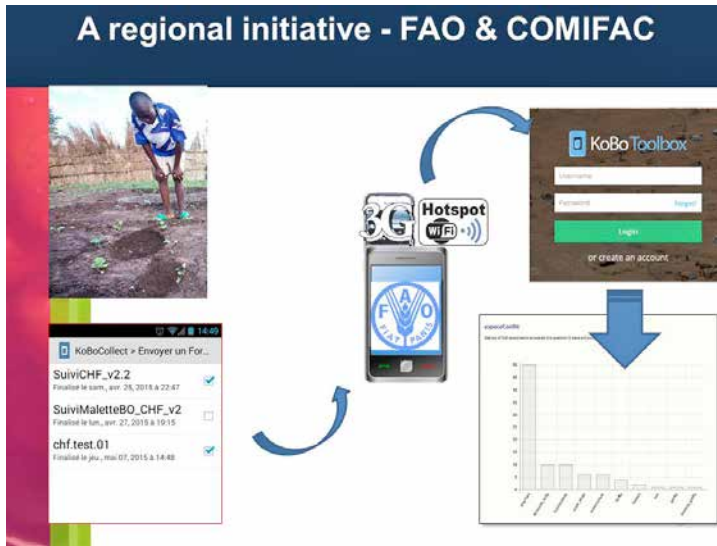 A regional initiative - FAO & COMIFAC
3G
Hotspot
WiFi
FAO
FIAT PANIS
KoBoToolbox
Username
Password
forgot?
Login
or create an account
14:49
KoBoCollect > Envoyer un For...
SuiviCHF_v2.2
Finalisé le sam., avr. 25, 2015 à 22:47
SuiviMaletteBO_CHF_v2
Finalisé le lun., avr. 27, 2015 à 19:15
chf.test.01
Finalisé le jeu., mai 07, 2015 à 14:48